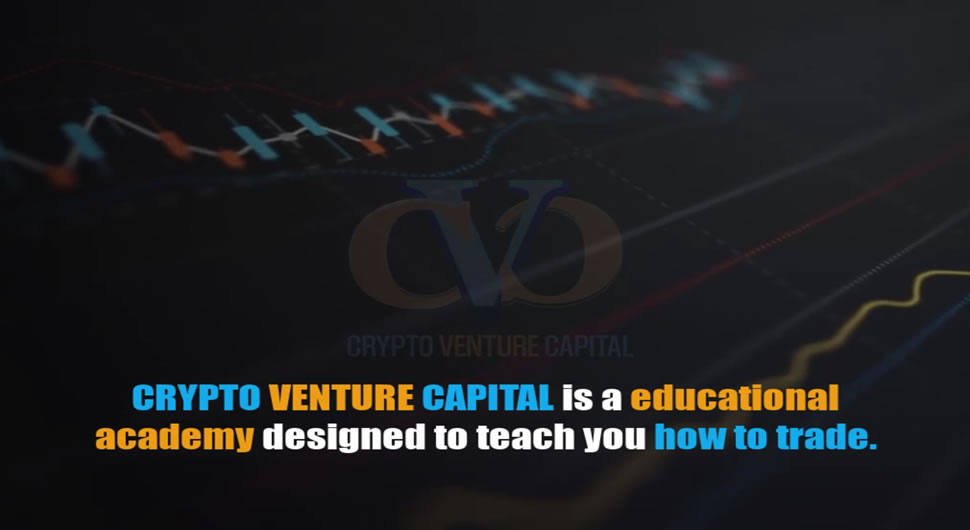 CVC
CRYPTO VENTURE CAPITAL
CRYPTO VENTURE CAPITAL is a educational
academy designed to teach you how to trade.